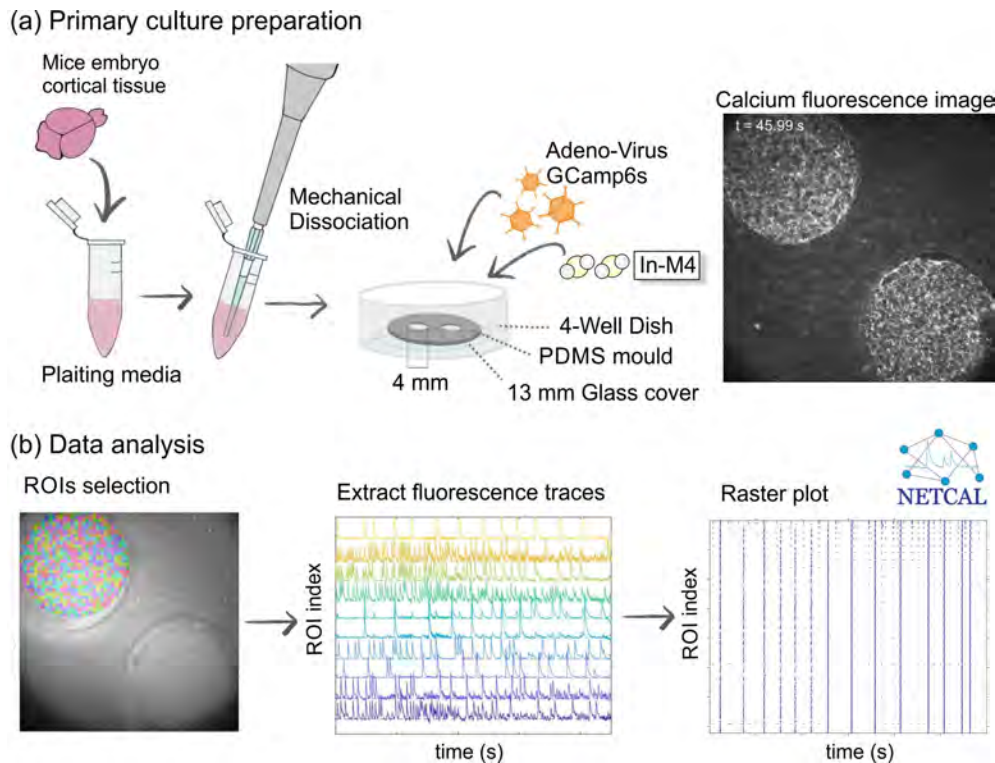 (a) Primary culture preparation
Mice embryo
cortical tissue
Mechanical
Dissociation
Plaiting media
Adeno-Virus
GCamp6s
In-M4
4-Well Dish
PDMS mould
4 mm
13 mm Glass cover
Calcium fluorescence image
t = 45.99 s
(b) Data analysis
ROIs selection
Extract fluorescence traces
ROI index
time (s)
Raster plot
NETCAL
ROI index
time (s)